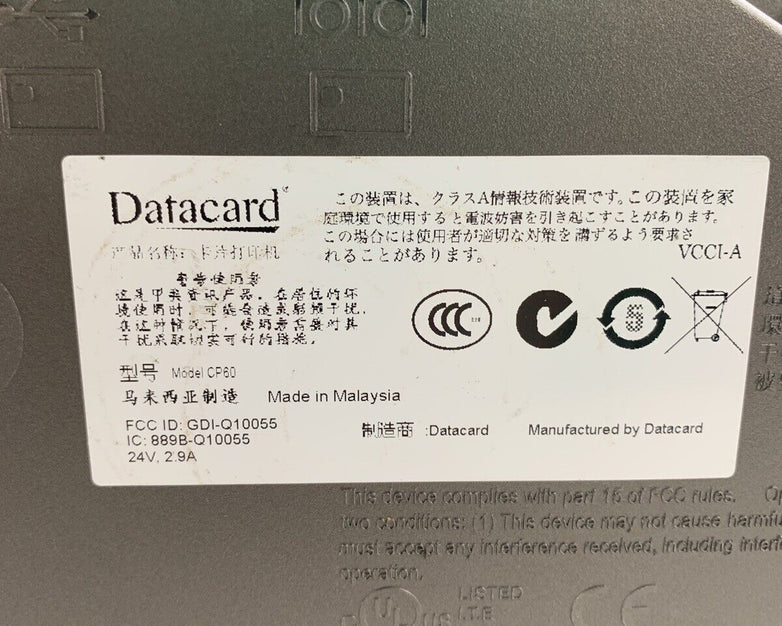 Datacard
产品名称: 卡片打印机
警告使用者
这是甲类资讯产品，在居住的环
境使用时，可能会造成射频干扰，
在这种情况下，使用者需要对其
干扰采取切实可行的措施。
この装置は、クラスA情報技術装置です。この装置を家
庭環境で使用すると電波妨害を引き起こすことがあります。
この場合には使用者が適切な対策を講ずるよう要求さ
れることがあります。
VCCI-A
CCC
型号 Model CP60
马来西亚制造 Made in Malaysia
FCC ID: GDI-Q10055
IC: 889B-Q10055
24V, 2.9A
制造商 :Datacard Manufactured by Datacard
This device complies with part 15 of FCC rules.
two conditions: (1) This device may not cause
must accept any interference received, including
operation.
UL US LISTED
I.T.E
CE